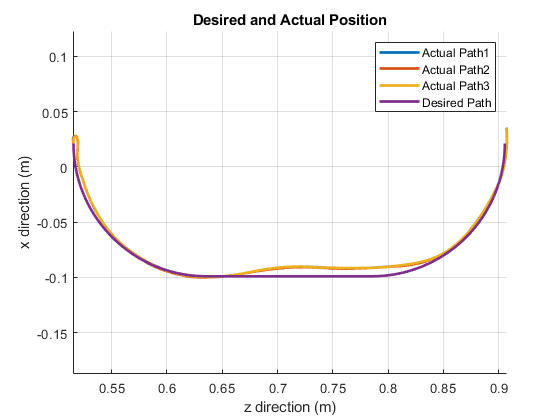 Desired and Actual Position
Actual Path1
Actual Path2
Actual Path3
Desired Path
0.1
0.05
0
-0.05
-0.1
-0.15
x direction (m)
0.55 0.6 0.65 0.7 0.75 0.8 0.85 0.9
z direction (m)